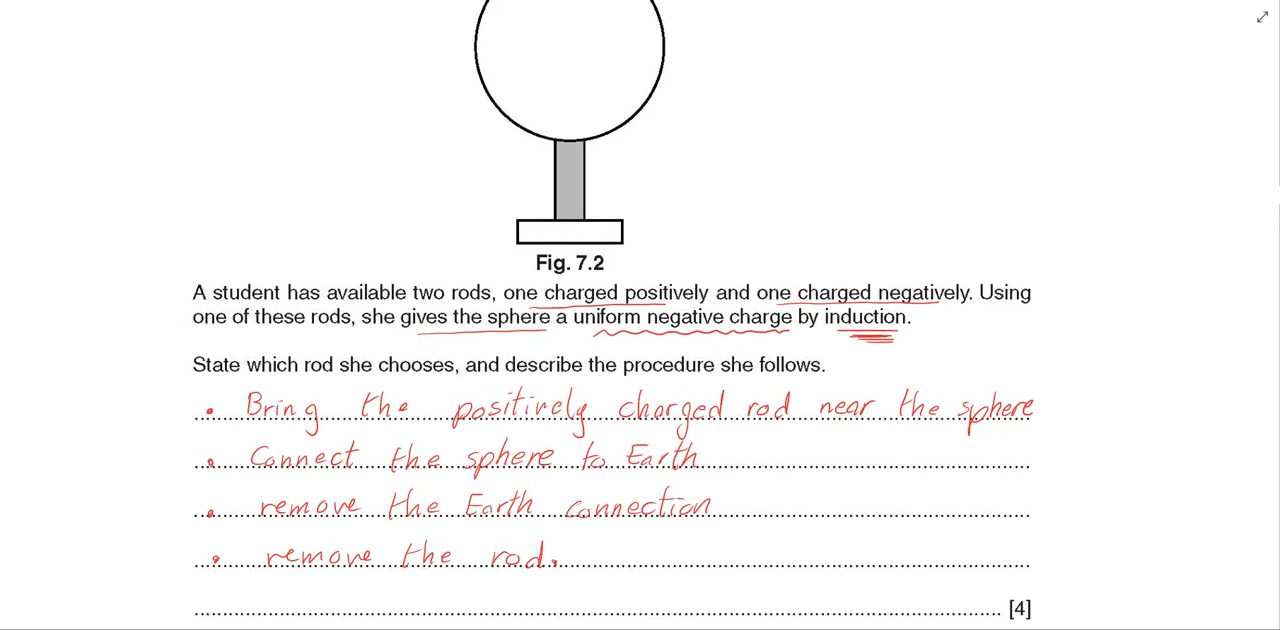 Fig. 7.2
A student has available two rods, one charged positively and one charged negatively. Using
one of these rods, she gives the sphere a uniform negative charge by induction.
State which rod she chooses, and describe the procedure she follows.
• Bring the positively charged rod near the sphere
• Connect the sphere to Earth
• remove the Earth connection
• remove the rod.
[4]